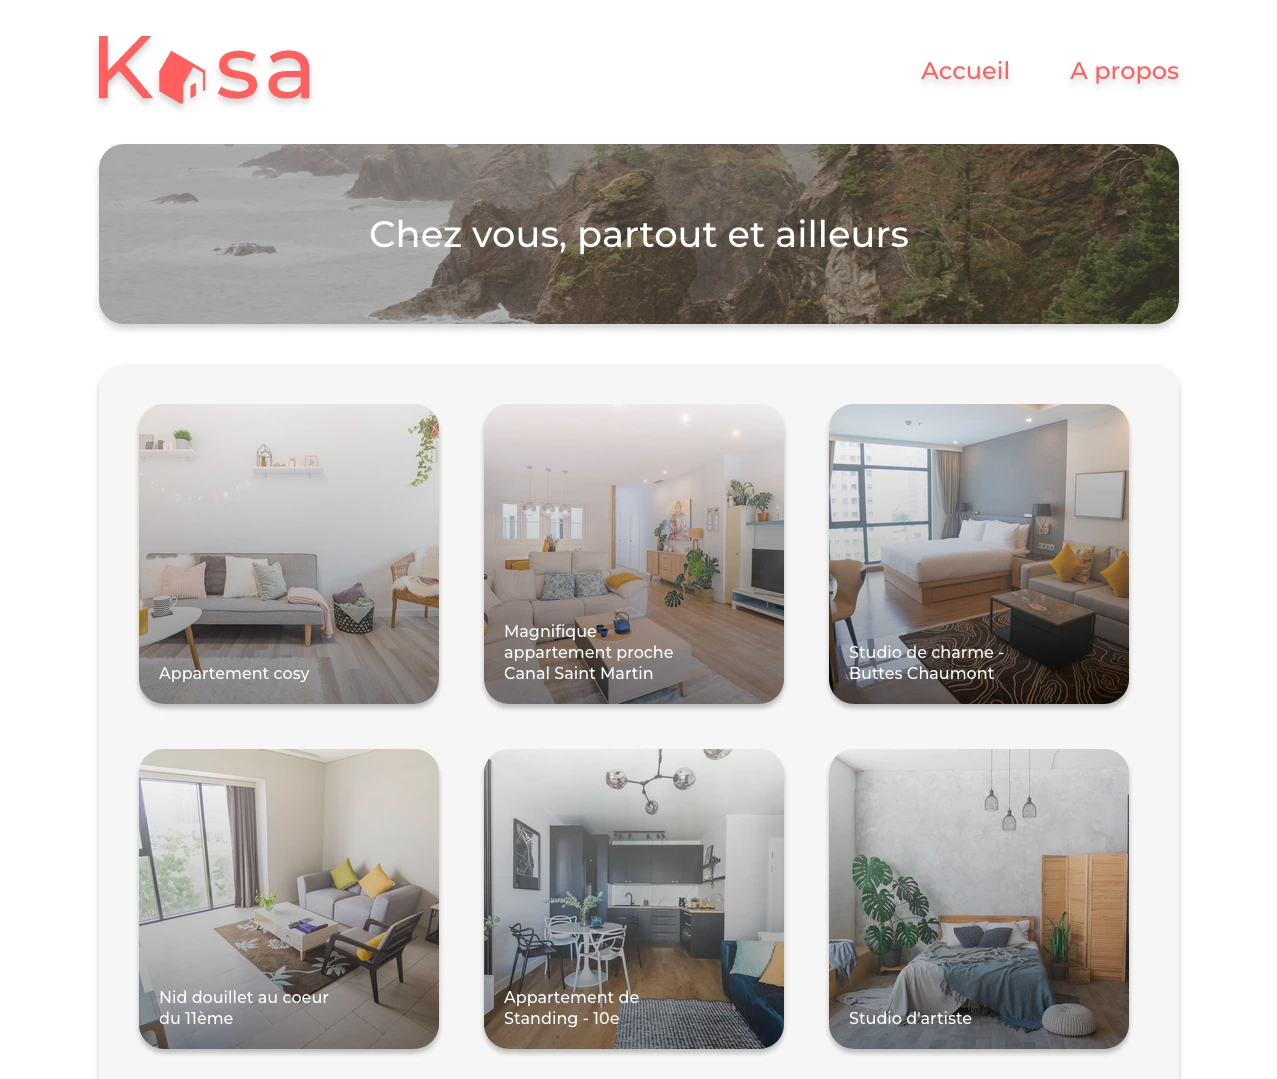 Kasa
Accueil
A propos
Chez vous, partout et ailleurs
Appartement cosy
Magnifique
appartement proche
Canal Saint Martin
Studio de charme -
Buttes Chaumont
Nid douillet au coeur
du 11ème
Appartement de
Standing - 10e
Studio d'artiste